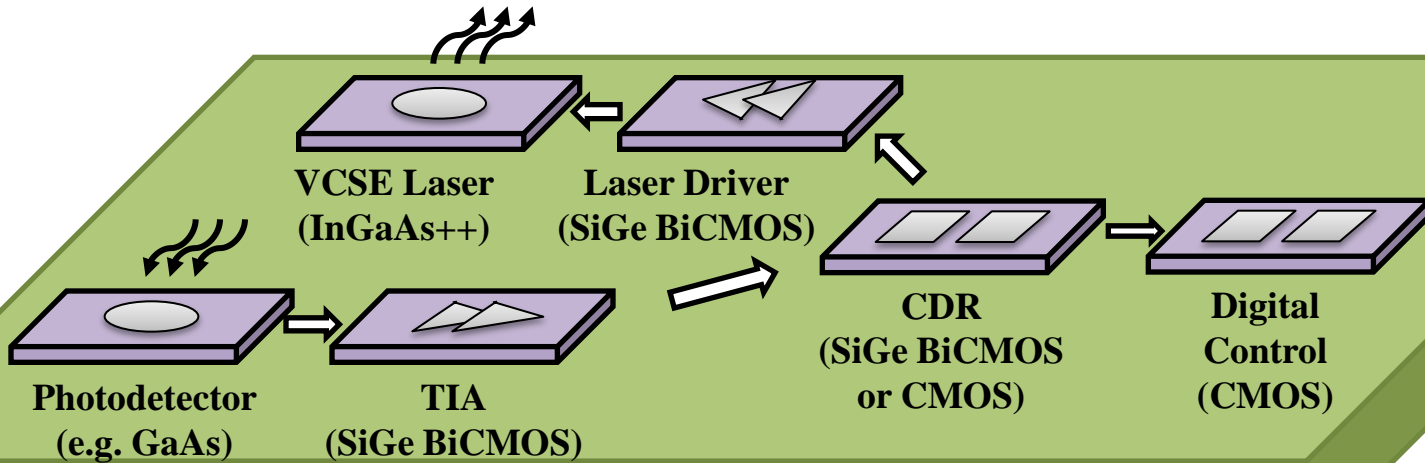 VCSE Laser
(InGaAs++)
Laser Driver
(SiGe BiCMOS)
Photodetector
(e.g. GaAs)
TIA
(SiGe BiCMOS)
CDR
(SiGe BiCMOS
or CMOS)
Digital
Control
(CMOS)